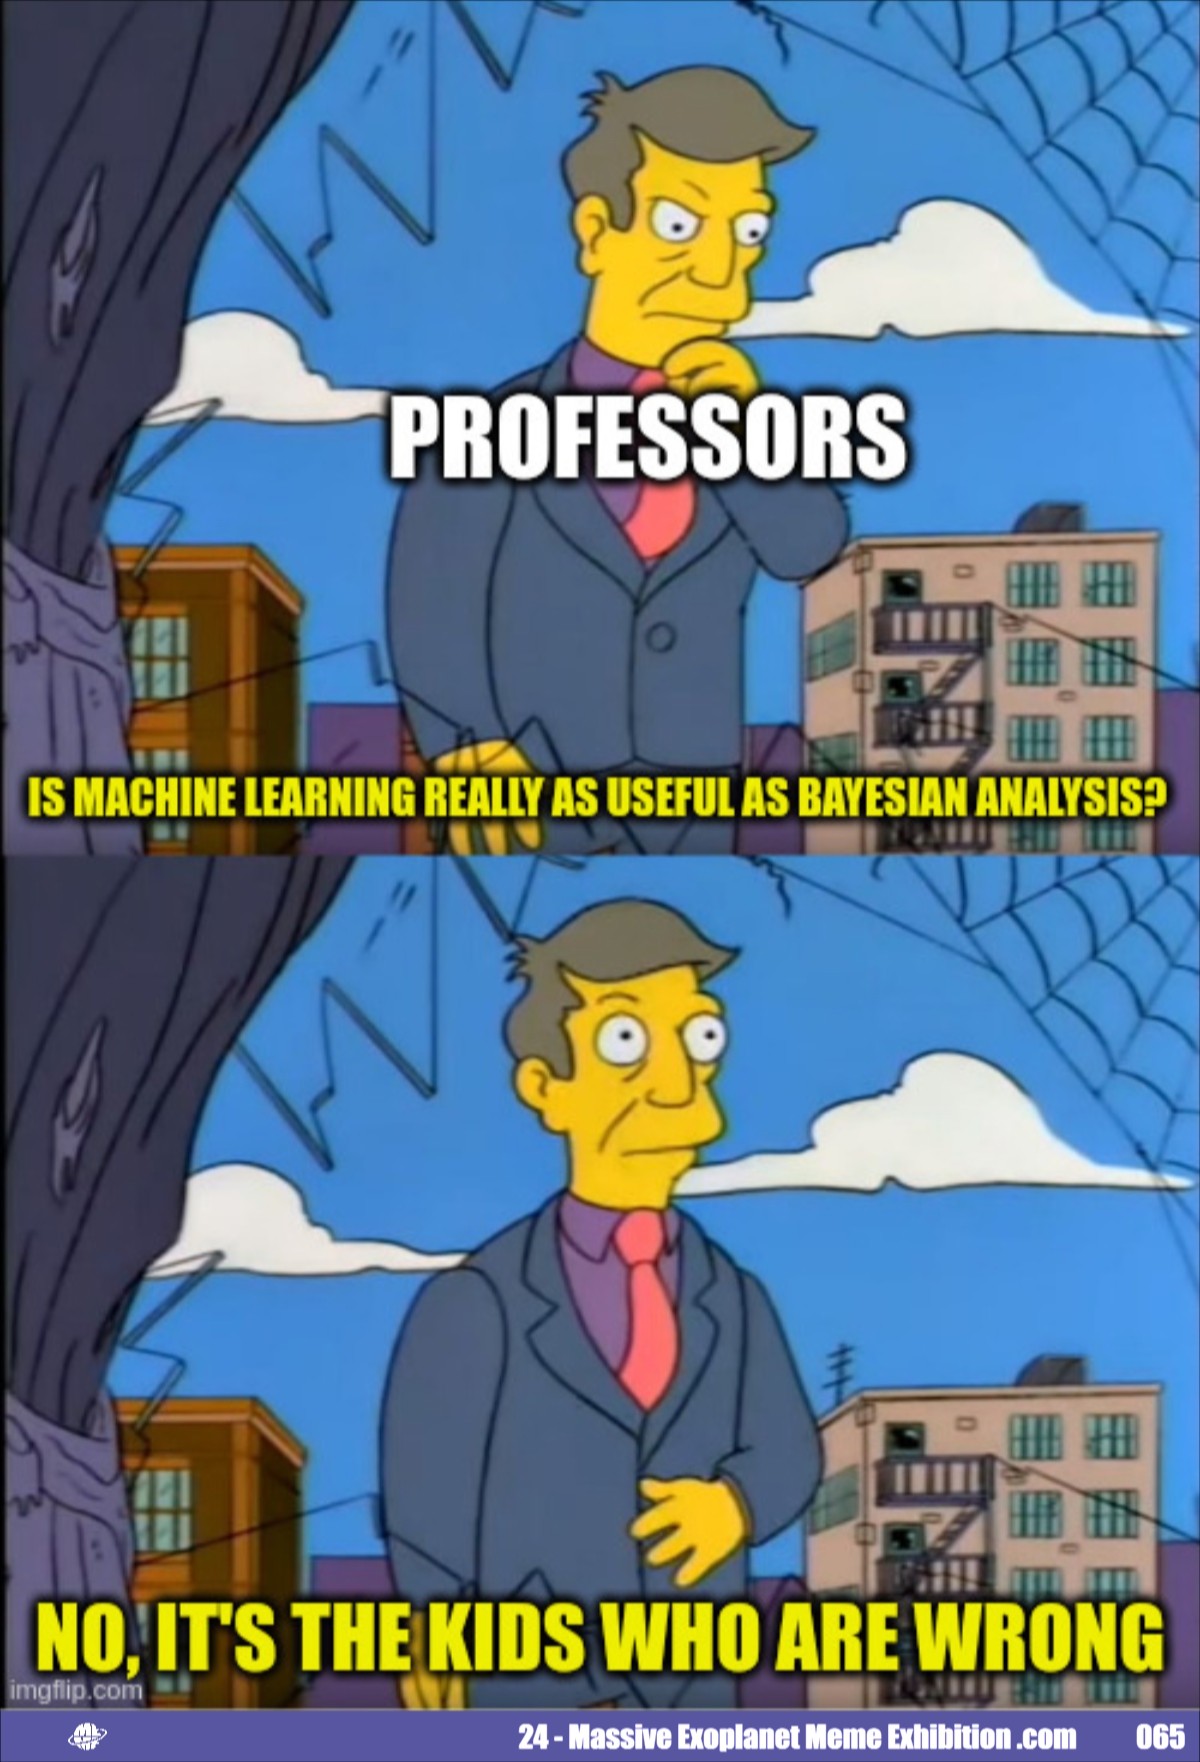 PROFESSORS
IS MACHINE LEARNING REALLY AS USEFUL AS BAYESIAN ANALYSIS?
NO, IT'S THE KIDS WHO ARE WRONG
imgflip.com
24 - Massive Exoplanet Meme Exhibition .com 065